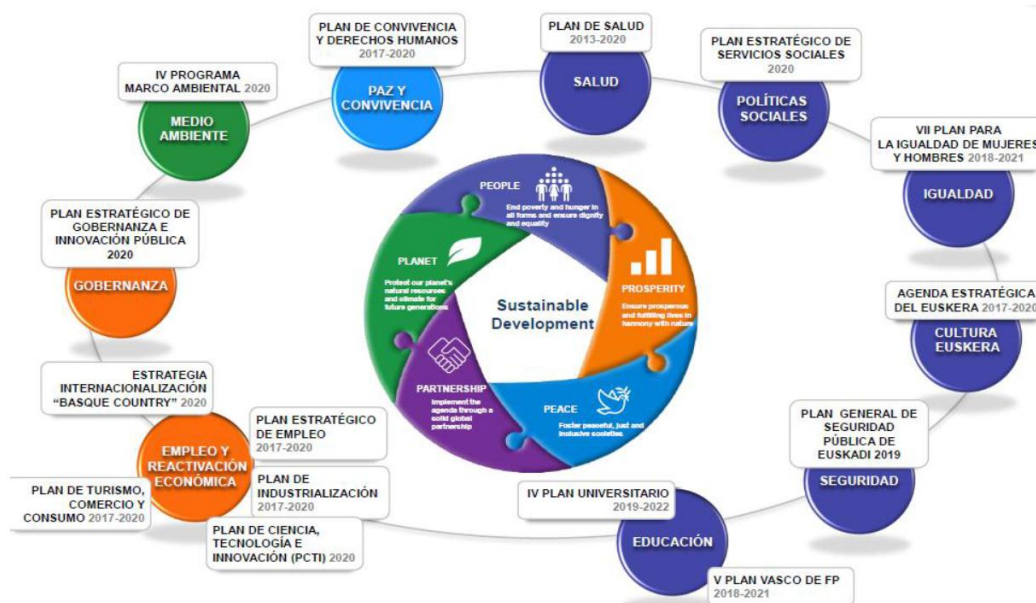 PLAN DE CONVIVENCIA
Y DERECHOS HUMANOS
2017-2020
PAZ Y
CONVIVENCIA
PLAN DE SALUD
2013-2020
SALUD
PLAN ESTRATÉGICO DE
SERVICIOS SOCIALES
2020
POLÍTICAS
SOCIALES
IV PROGRAMA
MARCO AMBIENTAL 2020
MEDIO
AMBIENTE
VII PLAN PARA
LA IGUALDAD DE MUJERES
Y HOMBRES 2018-2021
IGUALDAD
PLAN ESTRATÉGICO DE
GOBERNANZA E
INNOVACIÓN PÚBLICA
2020
GOBERNANZA
AGENDA ESTRATÉGICA
DEL EUSKERA 2017-2020
CULTURA
EUSKERA
PEOPLE
End poverty and hunger in
all forms and ensure dignity
and equality
PLANET
Protect our planet's
natural resources
and climate for
future generations
PROSPERITY
Ensure prosperous
and fulfilling lives in
harmony with nature
Sustainable
Development
PARTNERSHIP
Implement the
agenda through a
solid global
partnership
PEACE
Foster peaceful, just and
inclusive societies
ESTRATEGIA
INTERNACIONALIZACIÓN
“BASQUE COUNTRY” 2020
EMPLEO Y
REACTIVACIÓN
ECONÓMICA
PLAN ESTRATÉGICO
DE EMPLEO
2017-2020
PLAN DE
INDUSTRIALIZACIÓN
2017-2020
PLAN DE TURISMO,
COMERCIO Y
CONSUMO 2017-2020
PLAN DE CIENCIA,
TECNOLOGÍA E
INNOVACIÓN (PCTI) 2020
PLAN GENERAL DE
SEGURIDAD
PÚBLICA DE
EUSKADI 2019
SEGURIDAD
IV PLAN UNIVERSITARIO
2019-2022
EDUCACIÓN
V PLAN VASCO DE FP
2018-2021